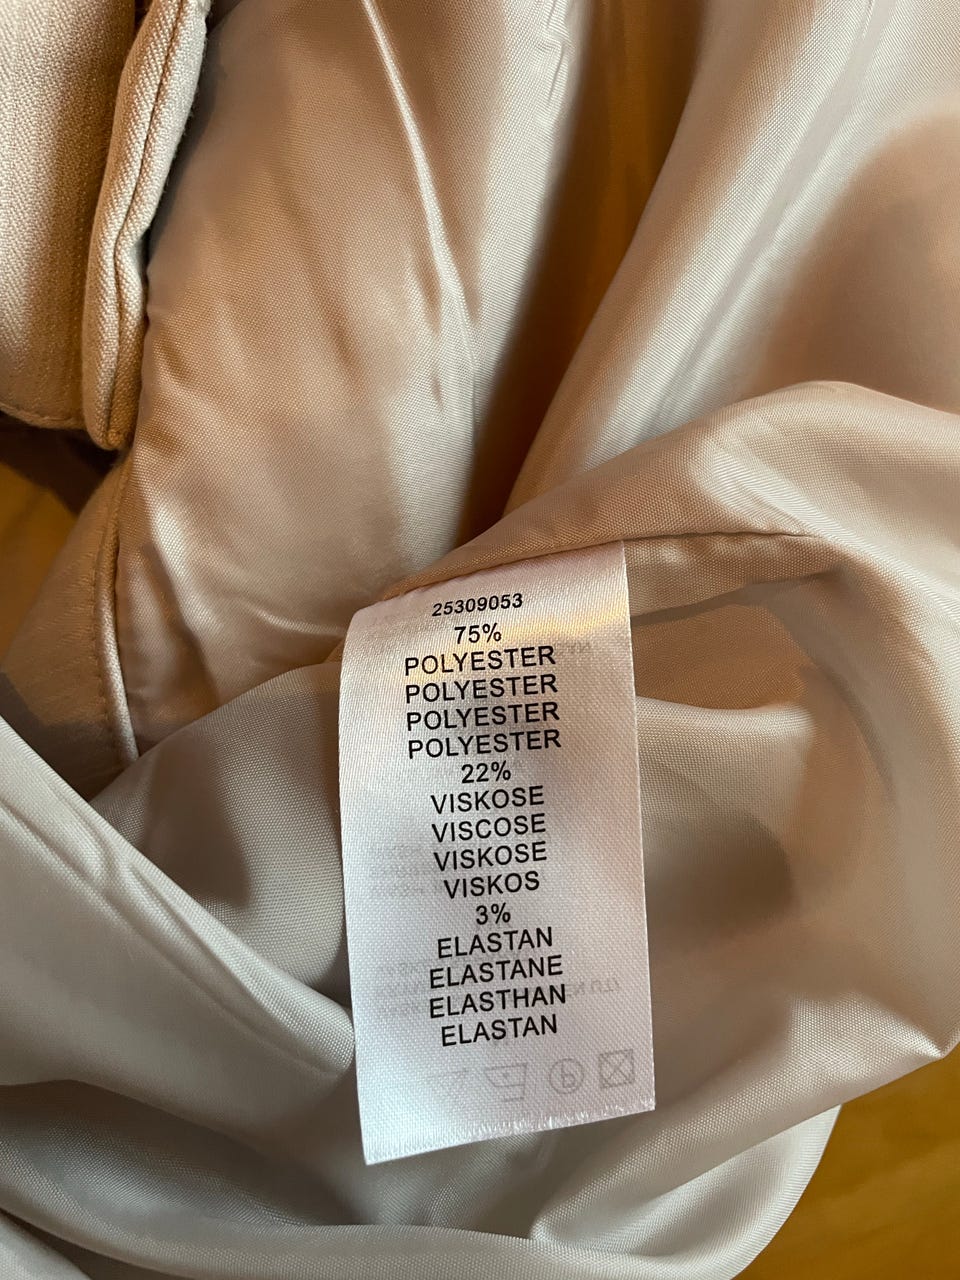 25309053
75%
POLYESTER
POLYESTER
POLYESTER
POLYESTER
22%
VISKOSE
VISCOSE
VISKOSE
VISKOS
3%
ELASTAN
ELASTANE
ELASTHAN
ELASTAN